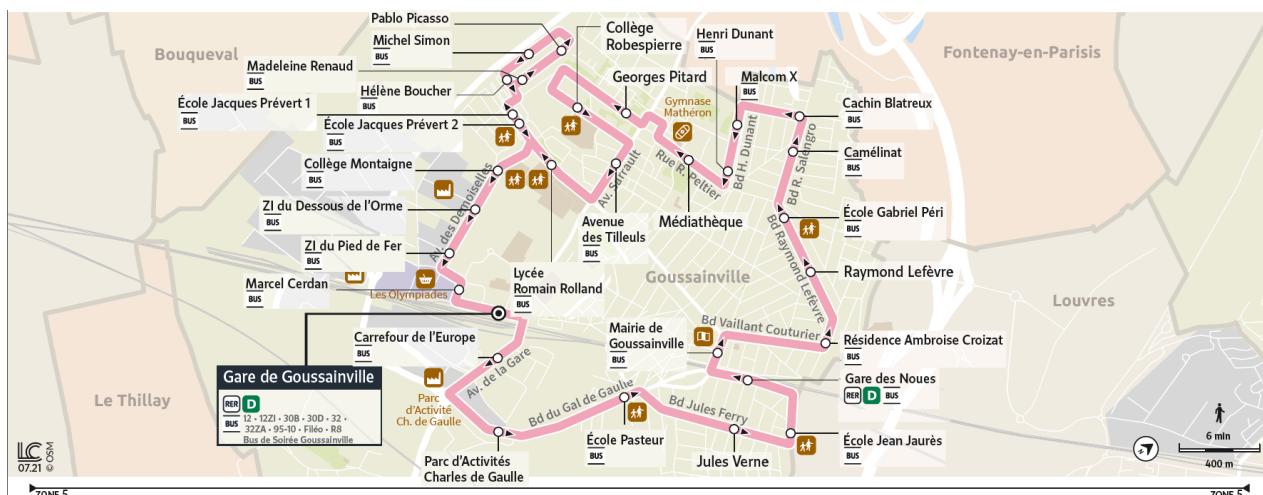 Bouqueval
Fontenay-en-Parisis
Louvres
Le Thillay
Goussainville
Pablo Picasso
BUS
Michel Simon
BUS
Madeleine Renaud
BUS
Hélène Boucher
BUS
École Jacques Prévert 1
BUS
École Jacques Prévert 2
BUS
Collège Montaigne
BUS
ZI du Dessous de l'Orme
BUS
ZI du Pied de Fer
BUS
Marcel Cerdan
BUS
Les Olympiades
Collège
Robespierre
Georges Pitard
Gymnase
Mathéron
Henri Dunant
BUS
Malcom X
BUS
Cachin Blatreux
BUS
Camélinat
BUS
École Gabriel Péri
BUS
Raymond Lefèvre
Résidence Ambroise Croizat
BUS
Gare des Noues
RER D BUS
École Jean Jaurès
BUS
Médiathèque
Avenue
des Tilleuls
BUS
Lycée
Romain Rolland
BUS
Mairie de
Goussainville
BUS
Carrefour de l'Europe
BUS
Gare de Goussainville
RER D
BUS
12 • 12ZI • 30B • 30D • 32 •
32ZA • 95-10 • Filéo • R8
Bus de Soirée Goussainville
Parc
d'Activité
Ch. de Gaulle
Parc d'Activités
Charles de Gaulle
École Pasteur
BUS
Jules Verne
Av. des Demoiselles
Av. Sarrault
Rue R. Peltier
Bd H. Dunant
Bd R. Salengro
Bd Raymond Lefèvre
Bd Vaillant Couturier
Av. de la Gare
Bd du Gal de Gaulle
Bd Jules Ferry
6 min
400 m
LC
07.21
© OSM
ZONE 5
ZONE 5